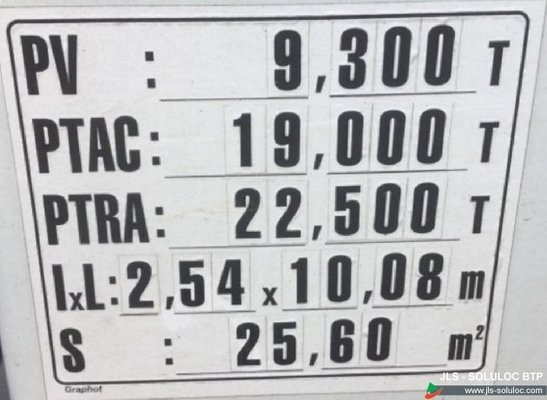 PV : 9,300 T
PTAC: 19,000 T
PTRA: 22,500 T
IxL: 2,54 x 10,08 m
S : 25,60 m²
Graphot
JLS - SOLULOC BTP
www.jls-soluloc.com